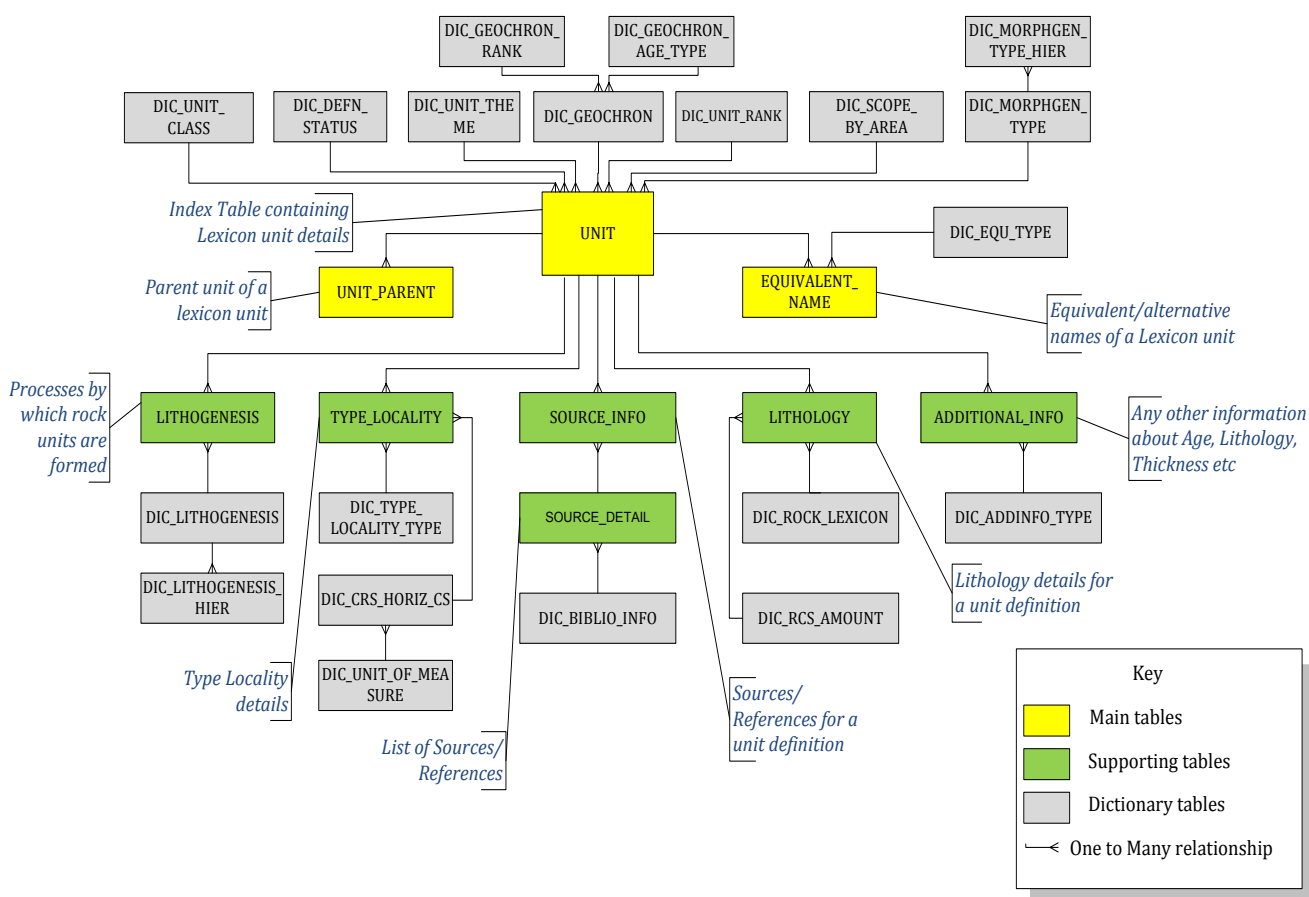 DIC_GEOCHRON_
RANK
DIC_GEOCHRON_
AGE_TYPE
DIC_MORPHGEN_
TYPE_HIER
DIC_UNIT_
CLASS
DIC_DEFN_
STATUS
DIC_UNIT_THE
ME
DIC_GEOCHRON
DIC_UNIT_RANK
DIC_SCOPE_
BY_AREA
DIC_MORPHGEN_
TYPE
Index Table containing
Lexicon unit details
UNIT
DIC_EQU_TYPE
Parent unit of a
lexicon unit
UNIT_PARENT
EQUIVALENT_
NAME
Equivalent/alternative
names of a Lexicon unit
Processes by
which rock
units are
formed
LITHOGENESIS
TYPE_LOCALITY
SOURCE_INFO
LITHOLOGY
ADDITIONAL_INFO
Any other information
about Age, Lithology,
Thickness etc
DIC_LITHOGENESIS
DIC_TYPE_
LOCALITY_TYPE
SOURCE_DETAIL
DIC_ROCK_LEXICON
DIC_ADDINFO_TYPE
DIC_LITHOGENESIS_
HIER
DIC_CRS_HORIZ_CS
DIC_BIBLIO_INFO
DIC_RCS_AMOUNT
Lithology details for
a unit definition
DIC_UNIT_OF_MEA
SURE
Type Locality
details
List of Sources/
References
Sources/
References for a
unit definition
Key
Main tables
Supporting tables
Dictionary tables
One to Many relationship